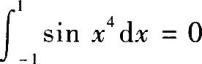 ∫_{-1}^{1} sin x^4 dx = 0